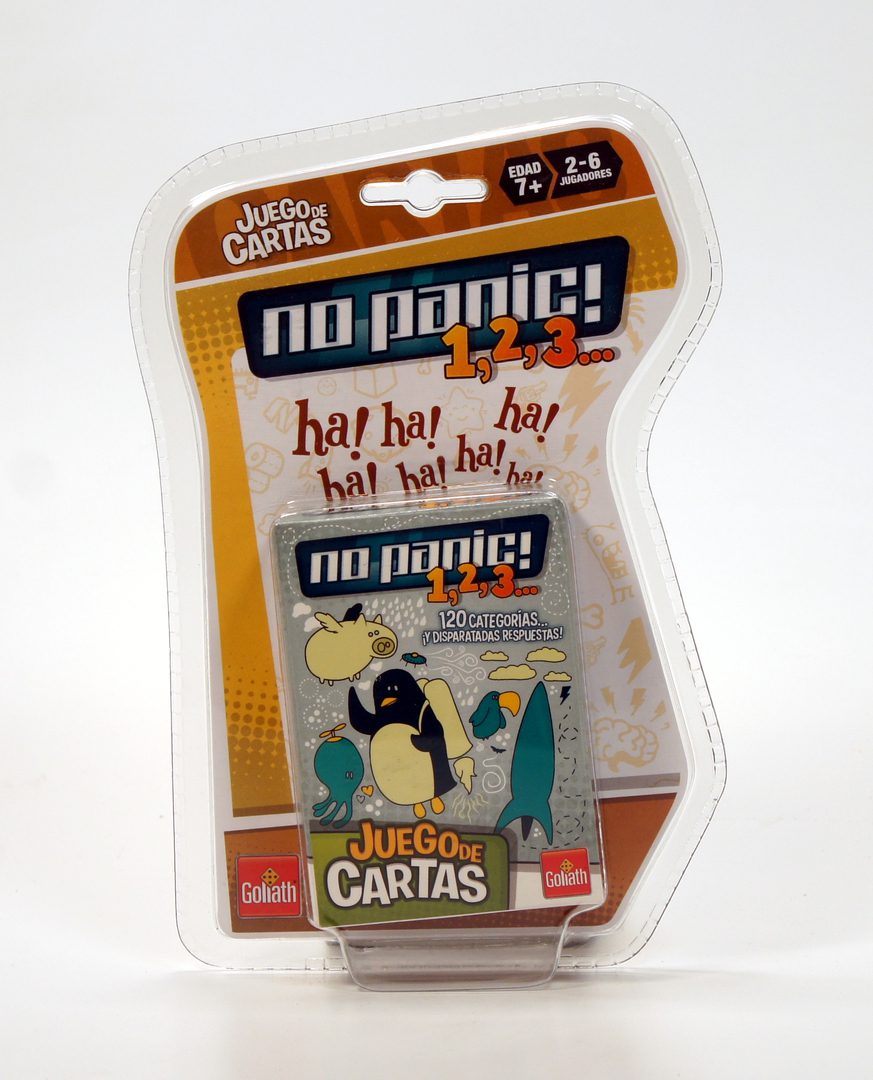 JUEGO DE
CARTAS
EDAD
7+
2-6
JUGADORES
no panic!
1, 2, 3...
ha! ha! ha!
ha! ha! ha! ha!
no panic!
1, 2, 3...
120 CATEGORÍAS...
¡Y DISPARATADAS RESPUESTAS!
JUEGO DE
CARTAS
Goliath
Goliath